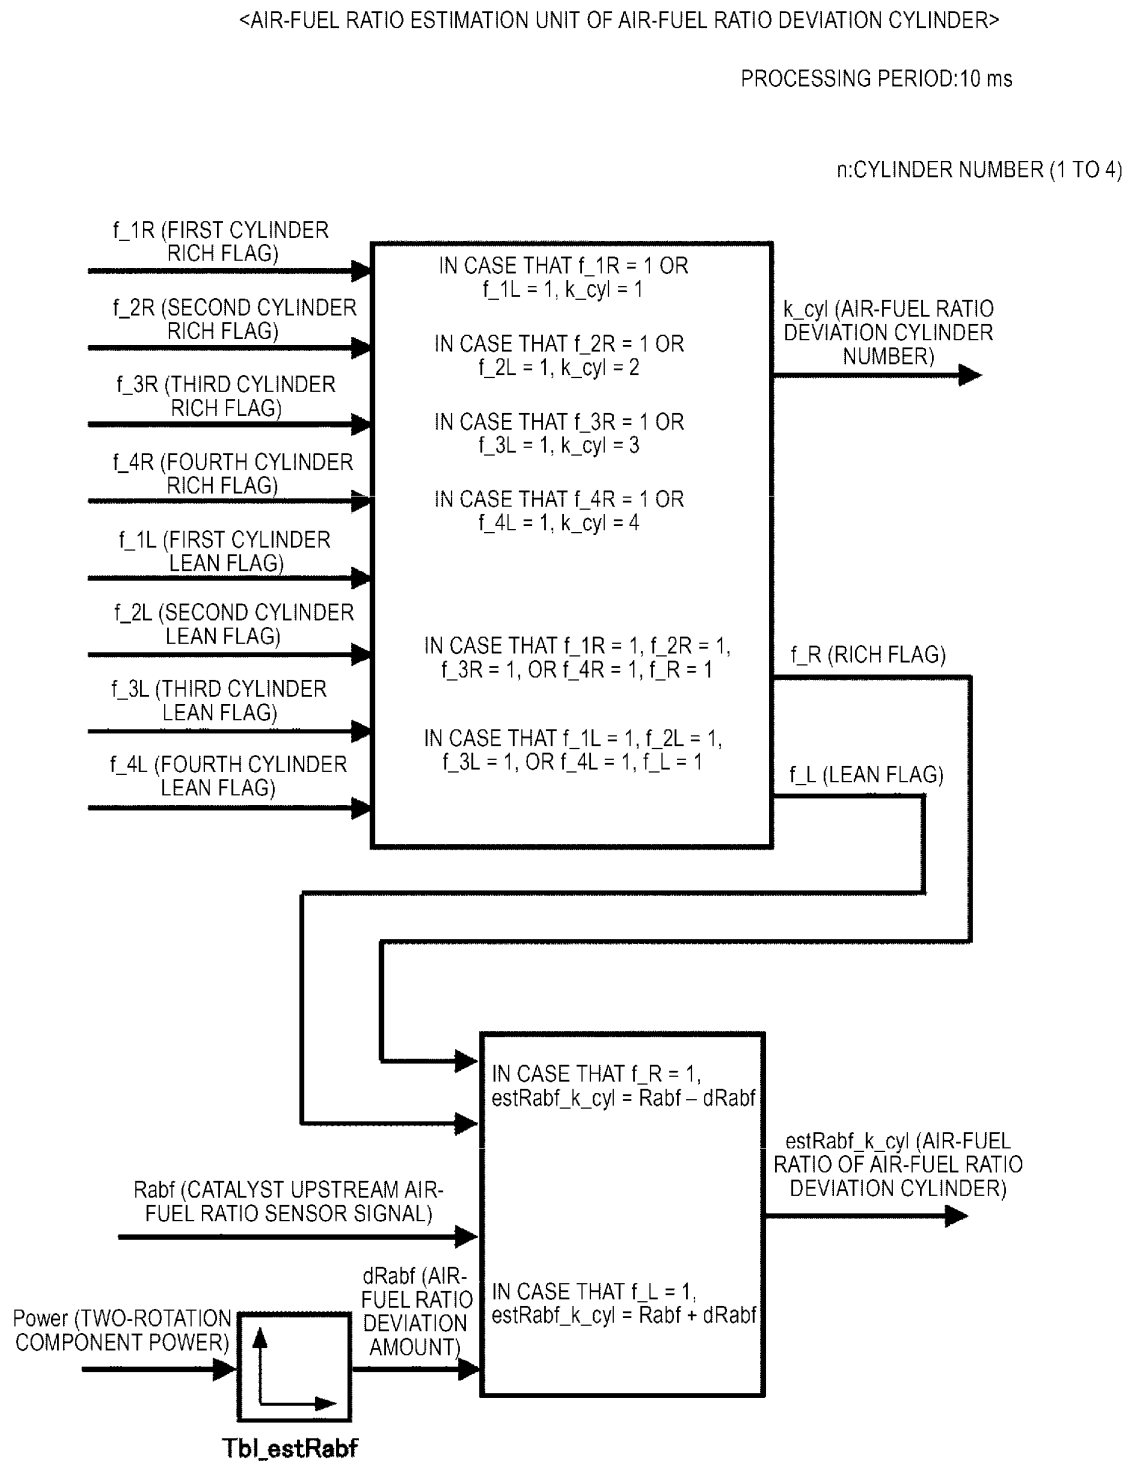 <AIR-FUEL RATIO ESTIMATION UNIT OF AIR-FUEL RATIO DEVIATION CYLINDER>
PROCESSING PERIOD:10 ms
n:CYLINDER NUMBER (1 TO 4)
f_1R (FIRST CYLINDER
RICH FLAG)
f_2R (SECOND CYLINDER
RICH FLAG)
f_3R (THIRD CYLINDER
RICH FLAG)
f_4R (FOURTH CYLINDER
RICH FLAG)
f_1L (FIRST CYLINDER
LEAN FLAG)
f_2L (SECOND CYLINDER
LEAN FLAG)
f_3L (THIRD CYLINDER
LEAN FLAG)
f_4L (FOURTH CYLINDER
LEAN FLAG)
IN CASE THAT f_1R = 1 OR
f_1L = 1, k_cyl = 1
IN CASE THAT f_2R = 1 OR
f_2L = 1, k_cyl = 2
IN CASE THAT f_3R = 1 OR
f_3L = 1, k_cyl = 3
IN CASE THAT f_4R = 1 OR
f_4L = 1, k_cyl = 4
IN CASE THAT f_1R = 1, f_2R = 1,
f_3R = 1, OR f_4R = 1, f_R = 1
IN CASE THAT f_1L = 1, f_2L = 1,
f_3L = 1, OR f_4L = 1, f_L = 1
k_cyl (AIR-FUEL RATIO
DEVIATION CYLINDER
NUMBER)
f_R (RICH FLAG)
f_L (LEAN FLAG)
IN CASE THAT f_R = 1,
estRabf_k_cyl = Rabf – dRabf
IN CASE THAT f_L = 1,
estRabf_k_cyl = Rabf + dRabf
estRabf_k_cyl (AIR-FUEL
RATIO OF AIR-FUEL RATIO
DEVIATION CYLINDER)
Rabf (CATALYST UPSTREAM AIR-
FUEL RATIO SENSOR SIGNAL)
dRabf (AIR-
FUEL RATIO
DEVIATION
AMOUNT)
Power (TWO-ROTATION
COMPONENT POWER)
Tbl_estRabf